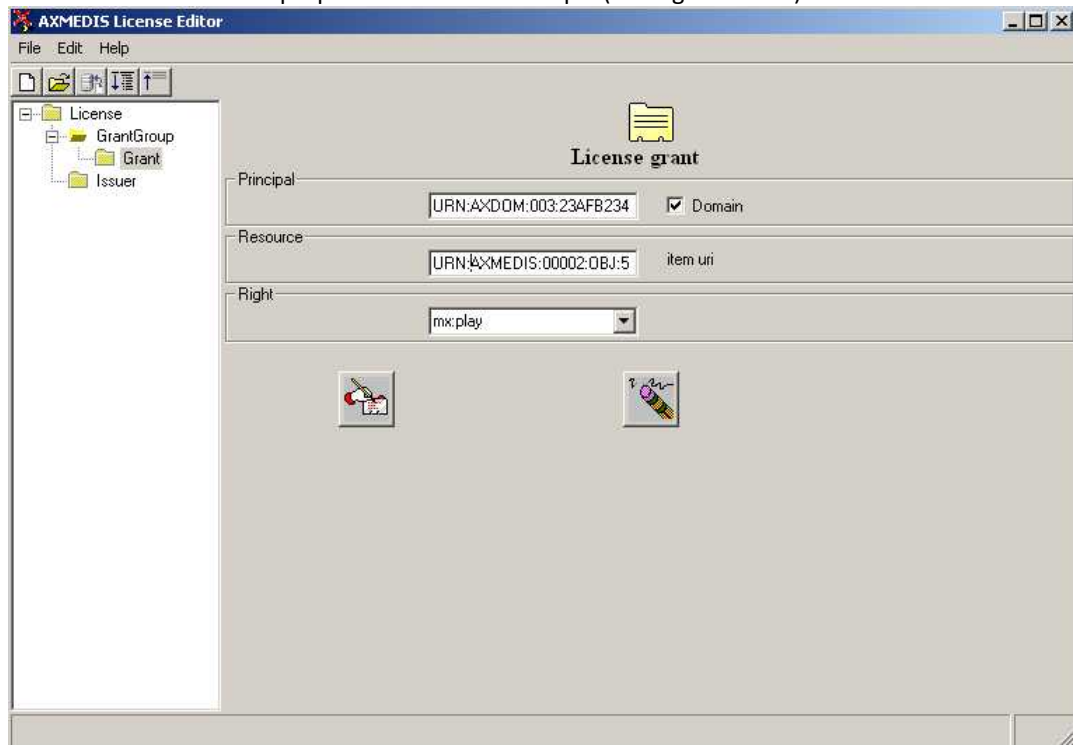 AXMEDIS License Editor
File Edit Help
License
GrantGroup
Grant
Issuer
License grant
Principal
URN:AXDOM:003:23AFB234
Domain
Resource
URN:AXMEDIS:00002:OBJ:5
item uri
Right
mx:play